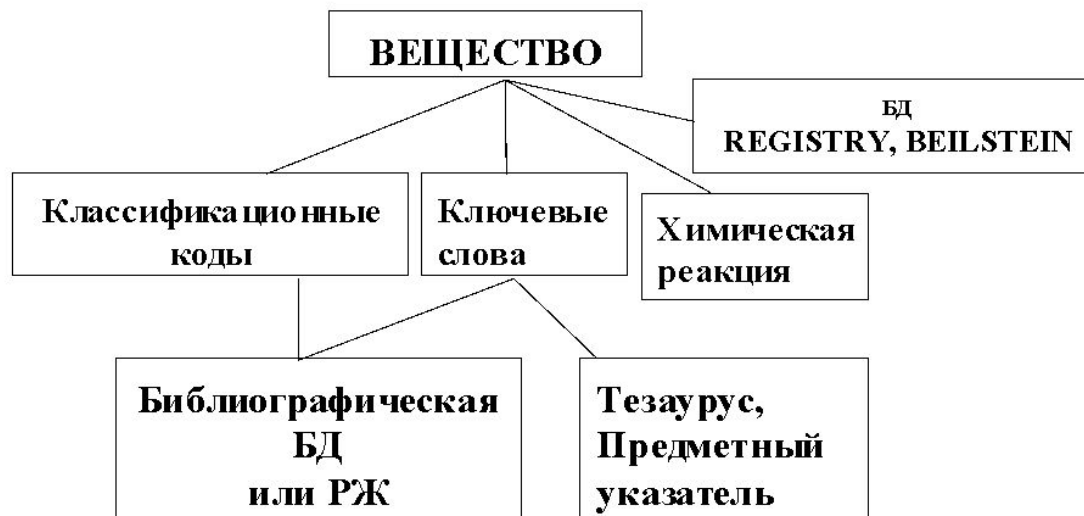 ВЕЩЕСТВО
БД
REGISTRY, BEILSTEIN
Классификационные
коды
Ключевые
слова
Химическая
реакция
Библиографическая
БД
или РЖ
Тезаурус,
Предметный
указатель